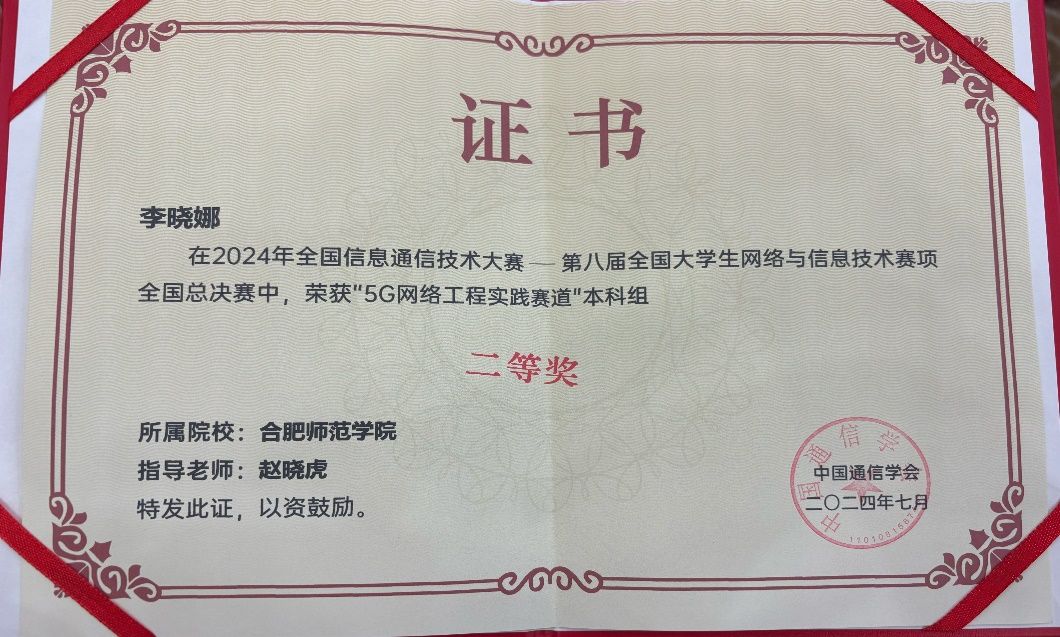 证书
李晓娜
在2024年全国信息通信技术大赛—第八届全国大学生网络与信息技术赛项
全国总决赛中，荣获"5G网络工程实践赛道"本科组
二等奖
所属院校：合肥师范学院
指导老师：赵晓虎
特发此证，以资鼓励。
中国通信学
中国通信学会
二〇二四年七月